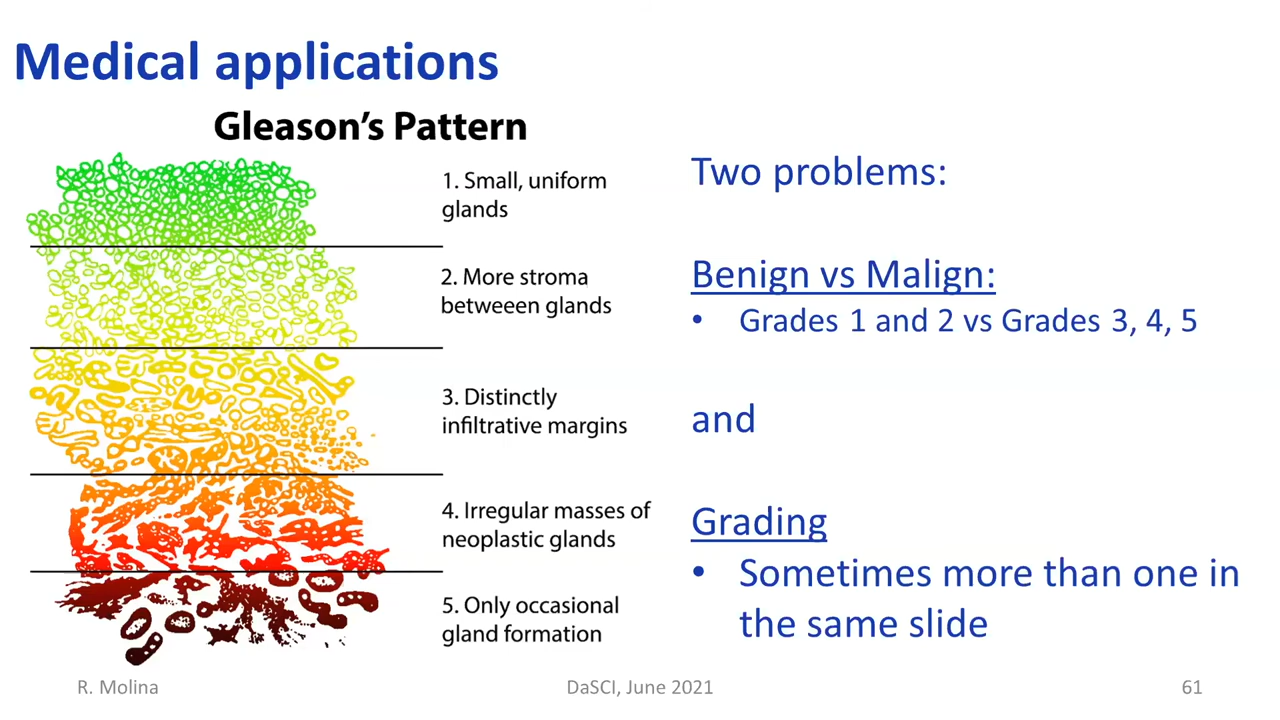 Medical applications
Gleason's Pattern
1. Small, uniform
glands
2. More stroma
betweeen glands
3. Distinctly
infiltrative margins
4. Irregular masses of
neoplastic glands
5. Only occasional
gland formation
Two problems:
Benign vs Malign:
• Grades 1 and 2 vs Grades 3, 4, 5
and
Grading
• Sometimes more than one in
the same slide
R. Molina
DaSCI, June 2021
61